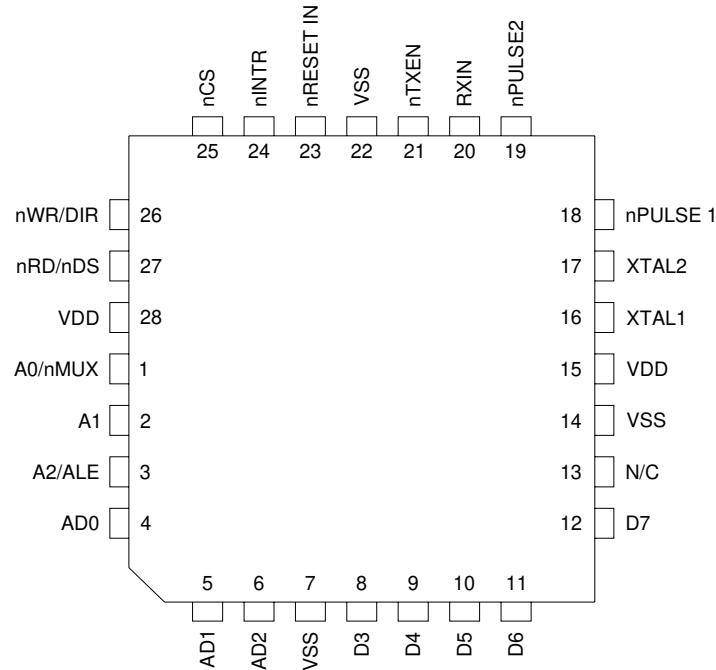 nCS
nINTR
nRESET IN
VSS
nTXEN
RXIN
nPULSE2
25 24 23 22 21 20 19
nWR/DIR 26 18 nPULSE 1
nRD/nDS 27 17 XTAL2
VDD 28 16 XTAL1
A0/nMUX 1 15 VDD
A1 2 14 VSS
A2/ALE 3 13 N/C
AD0 4 12 D7
5 6 7 8 9 10 11
AD1
AD2
VSS
D3
D4
D5
D6